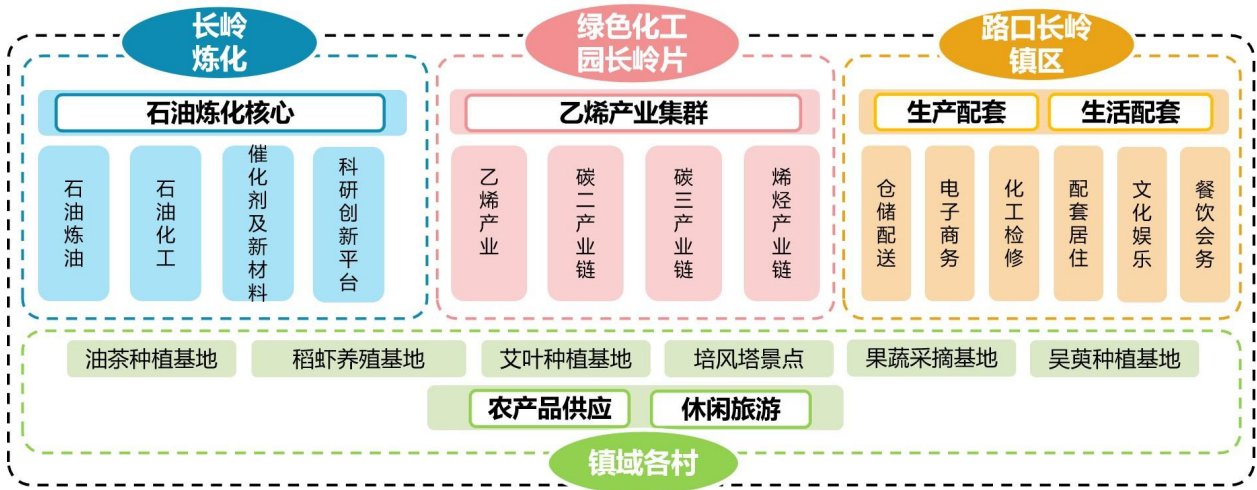 长岭
炼化
石油炼化核心
石油炼油
石油化工
催化剂及新材料
科研创新平台
绿色化工
园长岭片
乙烯产业集群
乙烯产业
碳二产业链
碳三产业链
烯烃产业链
路口长岭
镇区
生产配套
生活配套
仓储配送
电子商务
化工检修
配套居住
文化娱乐
餐饮会务
油茶种植基地
稻虾养殖基地
艾叶种植基地
培风塔景点
果蔬采摘基地
吴萸种植基地
农产品供应
休闲旅游
镇域各村